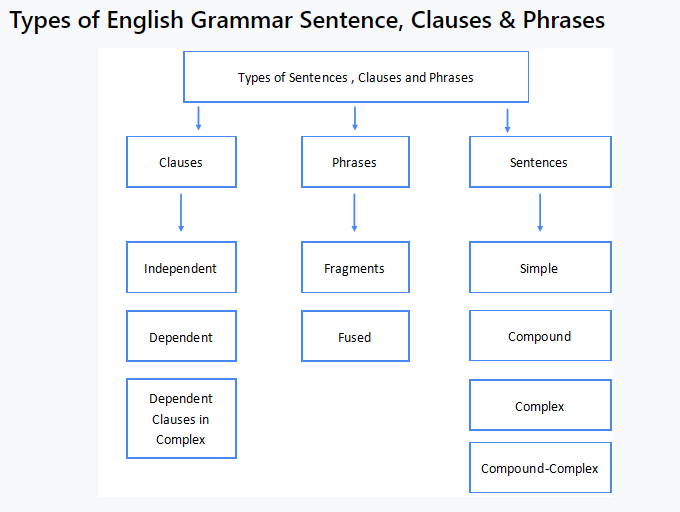 Types of English Grammar Sentence, Clauses & Phrases
Types of Sentences , Clauses and Phrases
Clauses
Phrases
Sentences
Independent
Fragments
Simple
Dependent
Fused
Compound
Dependent
Clauses in
Complex
Complex
Compound-Complex